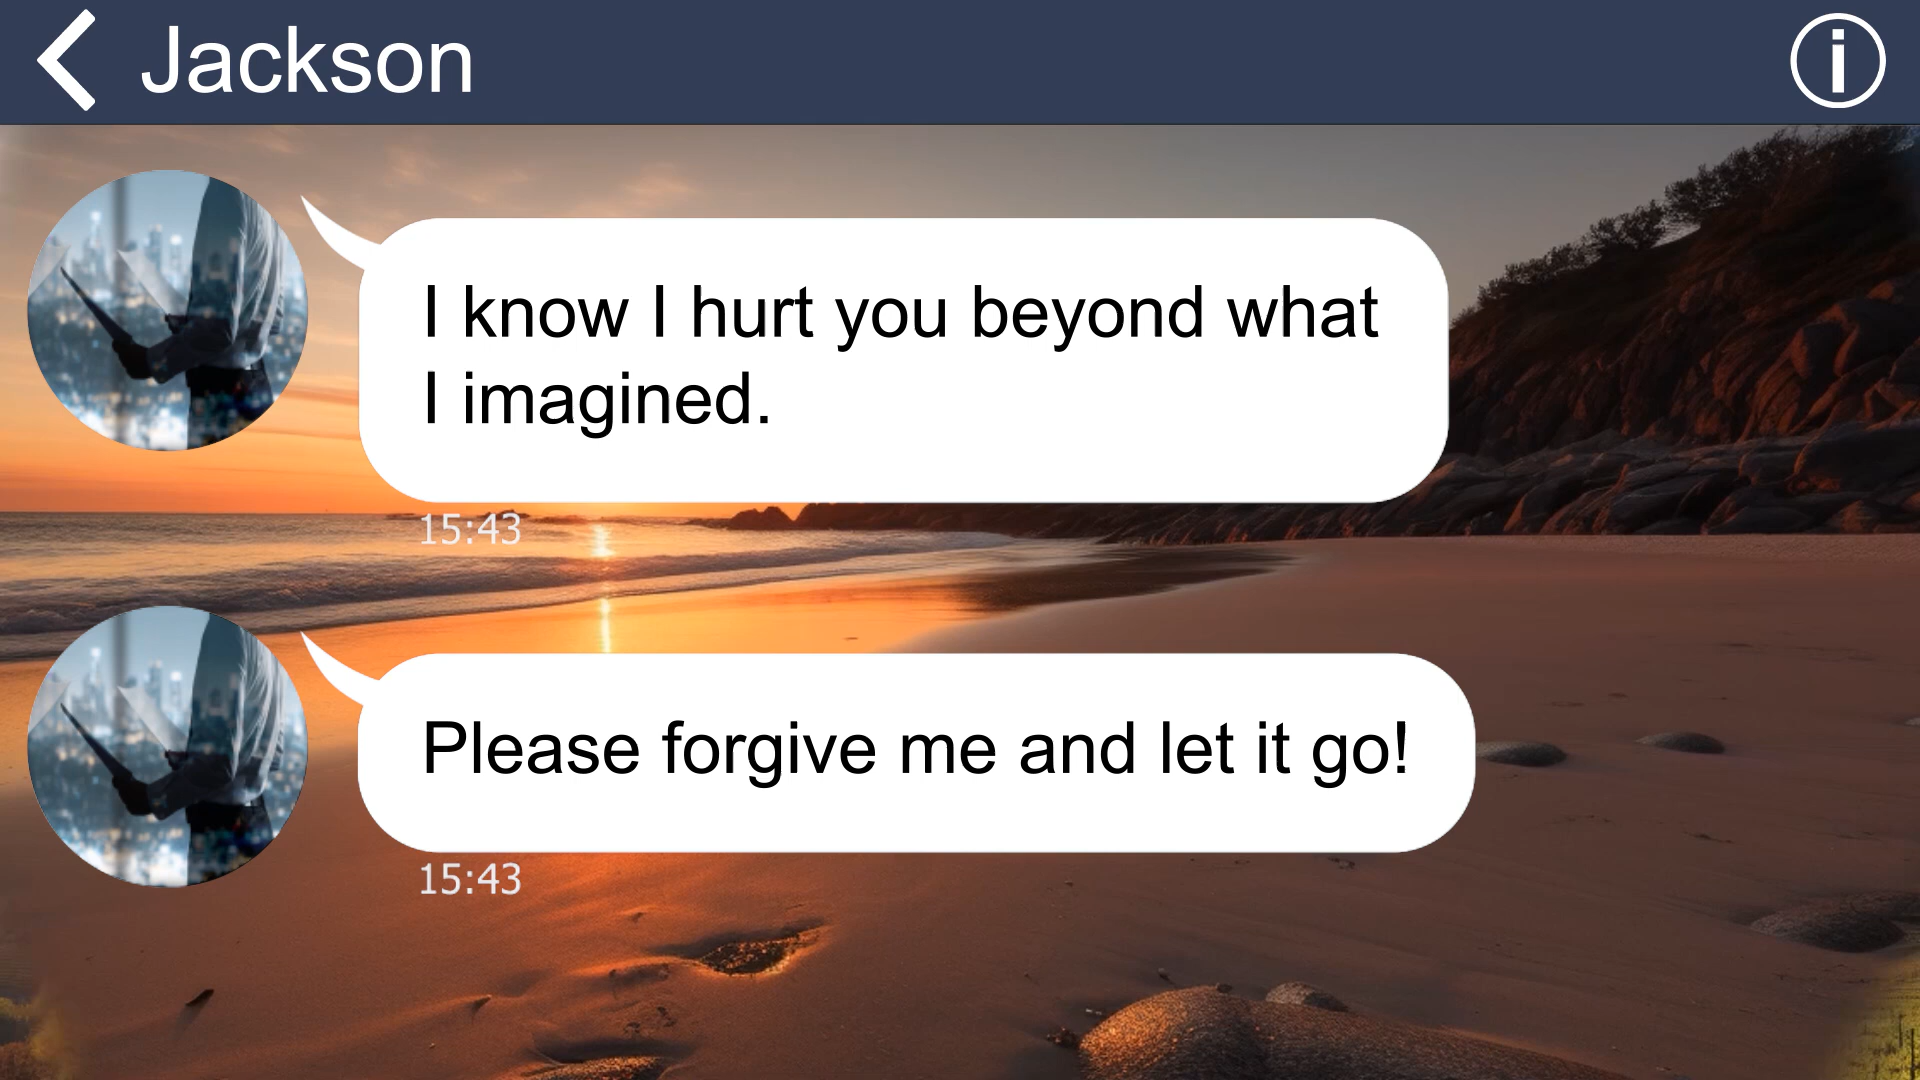 Jackson
I know I hurt you beyond what
I imagined.
15:43
Please forgive me and let it go!
15:43